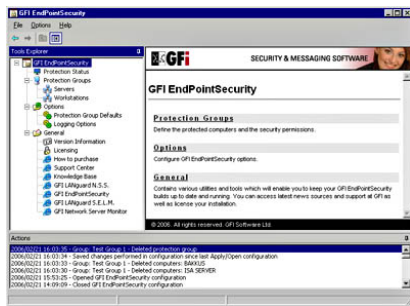 GFI EndPointSecurity
File Options Help
Tools Explorer
GFI EndPointSecurity
Protection Status
Protection Groups
Servers
Workstations
Options
Protection Group Defaults
Logging Options
General
Version Information
Licensing
How to purchase
Support Center
Knowledge Base
GFI LANguard N.S.S.
GFI EndPointSecurity
GFI LANguard S.E.L.M.
GFI Network Server Monitor
GFi
SECURITY & MESSAGING SOFTWARE
GFI EndPointSecurity
Protection Groups
Define the protected computers and the security permissions.
Options
Configure GFI EndPointSecurity options.
General
Contains various utilities and tools which will enable you to keep your GFI EndPointSecurity
builds up to date and running. You can access latest news sources and support at GFI as
well as license your installation.
© 2006. All rights reserved. GFI Software Ltd
Actions
2006/02/21 16:03:35 - Group: Test Group 1 - Deleted protection group
2006/02/21 16:03:34 - Saved changes performed in configuration since last Apply/Open configuration
2006/02/21 16:03:33 - Group: Test Group 1 - Deleted computers: BAKKUS
2006/02/21 16:03:30 - Group: Test Group 1 - Deleted computers: ISA SERVER
2006/02/21 15:53:25 - Opened GFI EndPointSecurity configuration
2006/02/21 14:09:09 - Closed GFI EndPointSecurity configuration